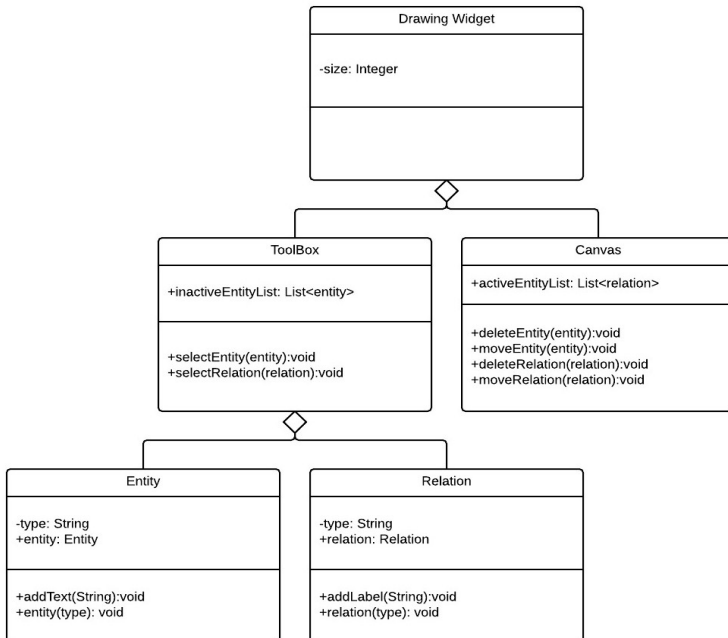 Drawing Widget
-size: Integer
ToolBox
+inactiveEntityList: List<entity>
+selectEntity(entity):void
+selectRelation(relation):void
Canvas
+activeEntityList: List<relation>
+deleteEntity(entity):void
+moveEntity(entity):void
+deleteRelation(relation):void
+moveRelation(relation):void
Entity
-type: String
+entity: Entity
+addText(String):void
+entity(type): void
Relation
-type: String
+relation: Relation
+addLabel(String):void
+relation(type): void